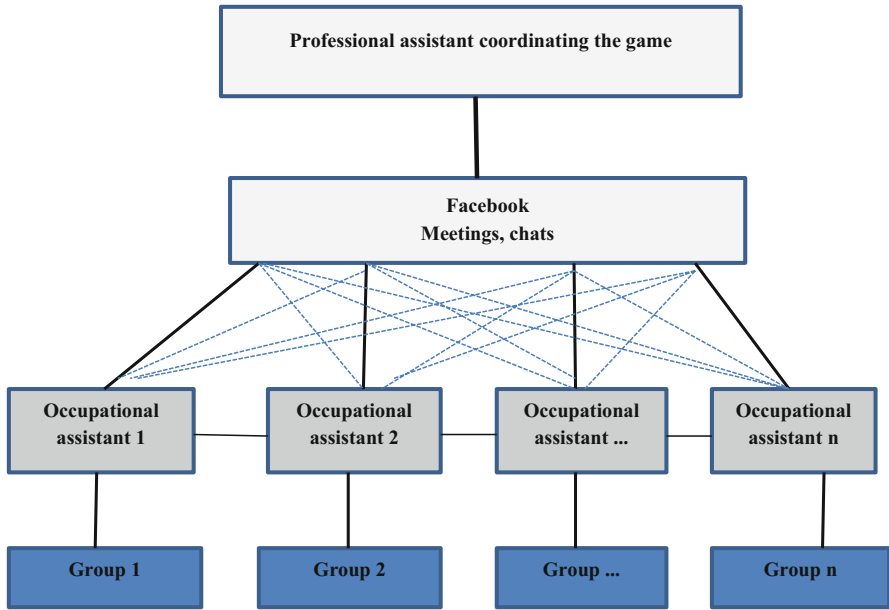 Professional assistant coordinating the game
Facebook
Meetings, chats
Occupational
assistant 1
Occupational
assistant 2
Occupational
assistant ...
Occupational
assistant n
Group 1
Group 2
Group ...
Group n